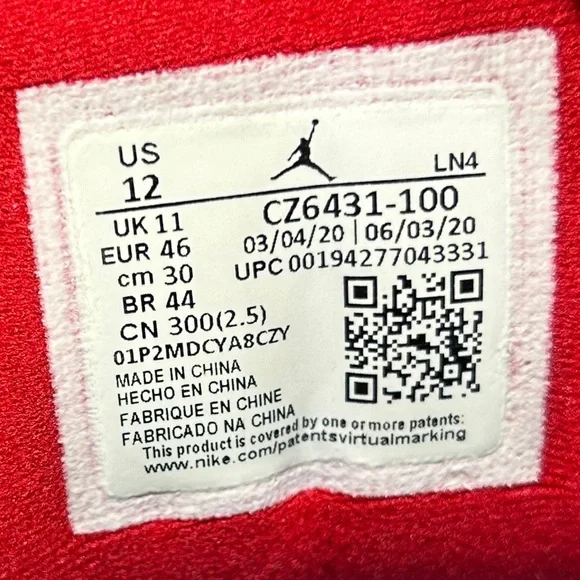 US
12
LN4
UK 11
CZ6431-100
EUR 46
03/04/20 | 06/03/20
cm 30
UPC 00194277043331
BR 44
CN 300(2.5)
01P2MDCYA8CZY
MADE IN CHINA
HECHO EN CHINA
FABRIQUE EN CHINE
FABRICADO NA CHINA
This product is covered by one or more patents:
www.nike.com/patentsvirtualmarking